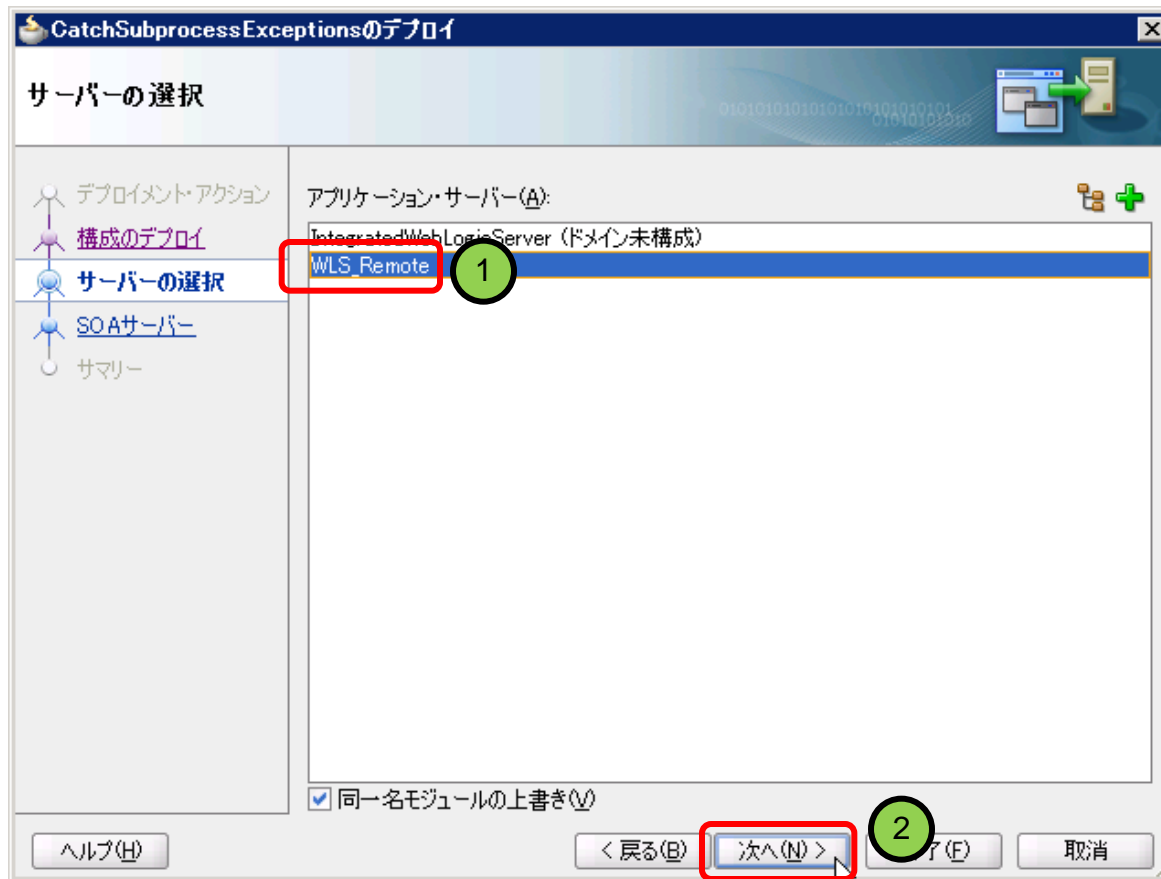 CatchSubprocessExceptionsのデプロイ
サーバーの選択
デプロイメント・アクション
構成のデプロイ
サーバーの選択
SOAサーバー
サマリー
アプリケーション・サーバー(A):
IntegratedWebLogicServer (ドメイン未構成)
WLS_Remote
1
同一名モジュールの上書き(V)
2
ヘルプ(H)
< 戻る(B)
次へ(N) >
(F)
取消